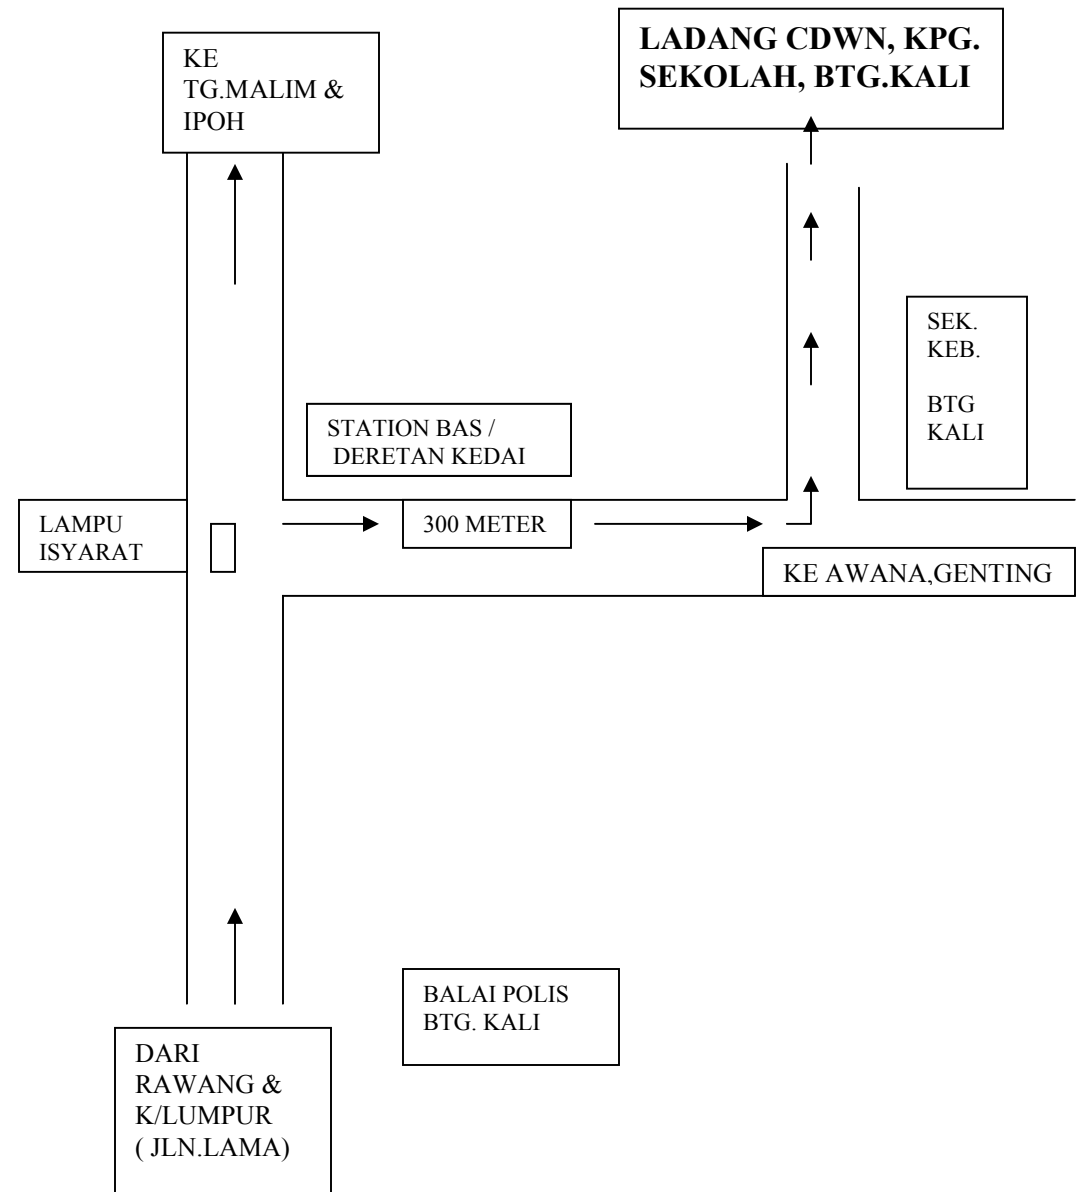 KE
TG.MALIM &
IPOH
LADANG CDWN, KPG.
SEKOLAH, BTG.KALI
SEK.
KEB.
BTG
KALI
STATION BAS /
DERETAN KEDAI
LAMPU
ISYARAT
300 METER
KE AWANA,GENTING
BALAI POLIS
BTG. KALI
DARI
RAWANG &
K/LUMPUR
( JLN.LAMA)